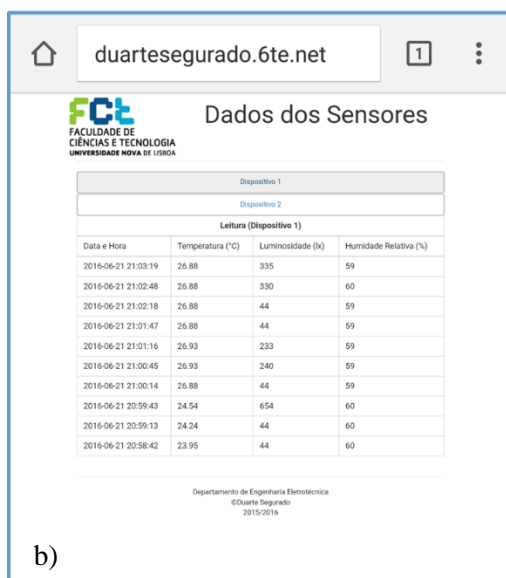 duartesegurado.6te.net 1
FCt
FACULDADE DE
CIÊNCIAS E TECNOLOGIA
UNIVERSIDADE NOVA DE LISBOA
Dados dos Sensores
Dispositivo 1
Dispositivo 2
Leitura (Dispositivo 1)
Data e Hora Temperatura (°C) Luminosidade (lx) Humidade Relativa (%)
2016-06-21 21:03:19 26.88 335 59
2016-06-21 21:02:48 26.88 330 60
2016-06-21 21:02:18 26.88 44 59
2016-06-21 21:01:47 26.88 44 59
2016-06-21 21:01:16 26.93 233 59
2016-06-21 21:00:45 26.93 240 59
2016-06-21 21:00:14 26.88 44 59
2016-06-21 20:59:43 24.54 654 60
2016-06-21 20:59:13 24.24 44 60
2016-06-21 20:58:42 23.95 44 60
Departamento de Engenharia Eletrotécnica
©Duarte Segurado
2015/2016
b)